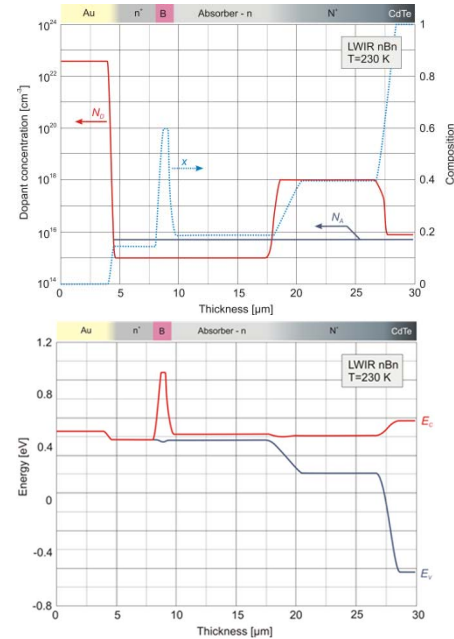 Au n⁺ B Absorber - n N⁺ CdTe
10²⁴
10²²
10²⁰
10¹⁸
10¹⁶
10¹⁴
Dopant concentration [cm⁻³]
N_D
x
N_A
LWIR nBn
T=230 K
1
0.8
0.6
0.4
0.2
0
Composition
0 5 10 15 20 25 30
Thickness [µm]
Au n⁺ B Absorber - n N⁺ CdTe
1.2
0.8
0.4
0
-0.4
-0.8
Energy [eV]
LWIR nBn
T=230 K
E_c
E_v
0 5 10 15 20 25 30
Thickness [µm]